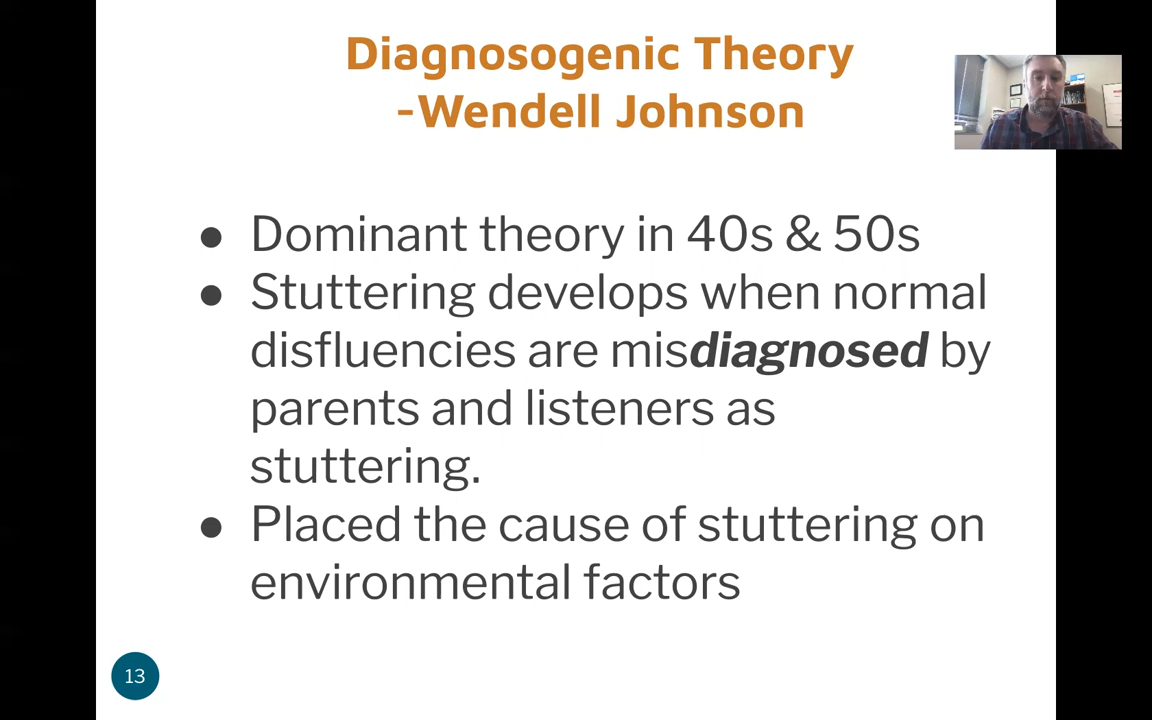 Diagnosogenic Theory
-Wendell Johnson
● Dominant theory in 40s & 50s
● Stuttering develops when normal
disfluencies are misdiagnosed by
parents and listeners as
stuttering.
● Placed the cause of stuttering on
environmental factors
13